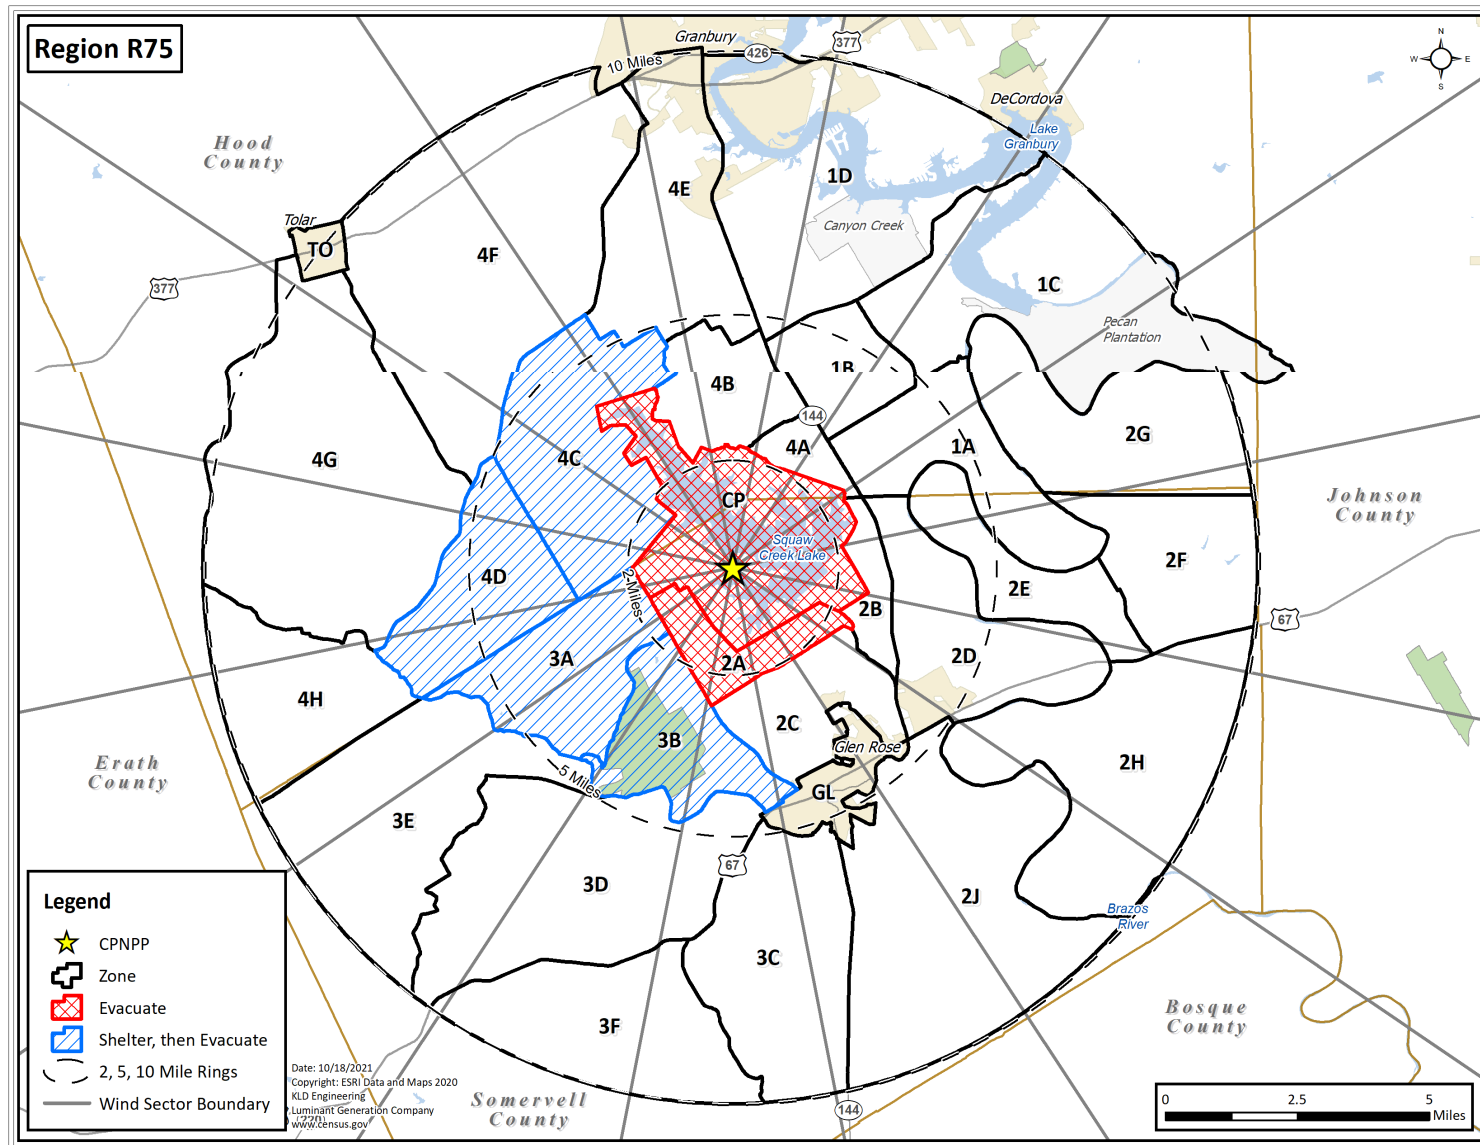 Region R75
Granbury
426
377
10 Miles
N
W E
S
DeCordova
Lake
Granbury
Hood
County
4E
1D
Canyon Creek
Tolar
TO
4F
377
1C
Pecan
Plantation
1B
4B
144
4A
1A
2G
4G
4C
CP
Johnson
County
Squaw
Creek Lake
2F
4D
2 Miles
2E
2B
67
3A
2A
2D
4H
3B
2C
Glen Rose
Erath
County
5 Miles
GL
2H
3E
67
3D
2J
Brazos
River
3C
Bosque
County
3F
Legend
CPNPP
Zone
Evacuate
Shelter, then Evacuate
2, 5, 10 Mile Rings
Wind Sector Boundary
Date: 10/18/2021
Copyright: ESRI Data and Maps 2020
KLD Engineering
Luminant Generation Company
www.census.gov
220
Somervell
County
144
0 2.5 5
Miles